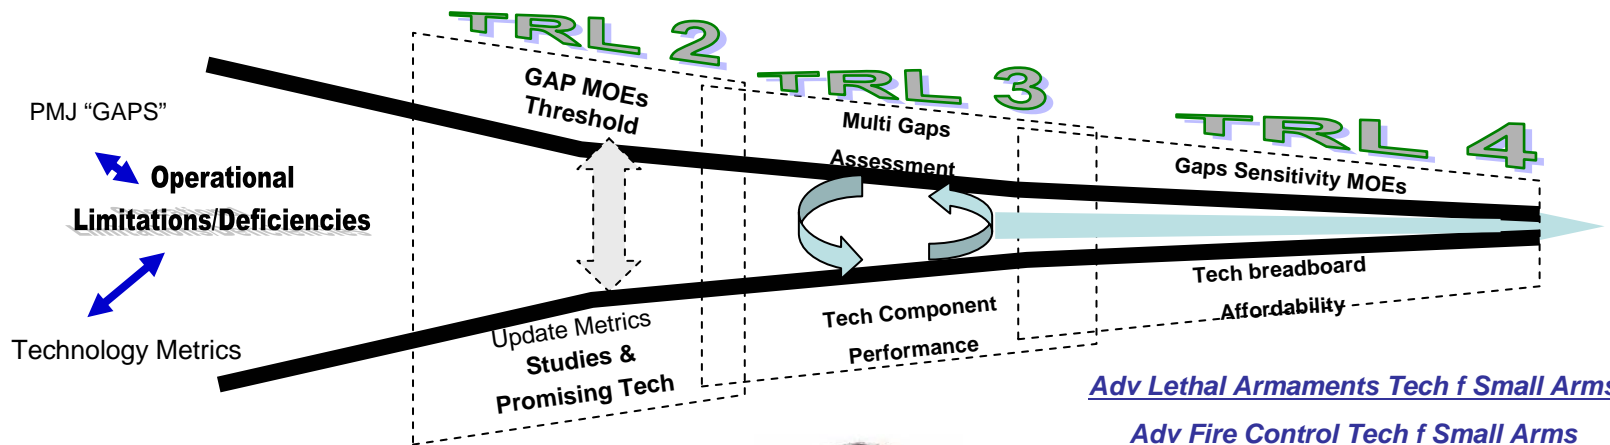 TRL 2
TRL 3
TRL 4
GAP MOEs
Threshold
PMJ “GAPS”
Multi Gaps
Assessment
Gaps Sensitivity MOEs
Operational
Limitations/Deficiencies
Technology Metrics
Update Metrics
Studies &
Promising Tech
Tech Component
Performance
Tech breadboard
Affordability
Adv Lethal Armaments Tech f Small Arms
Adv Fire Control Tech f Small Arms